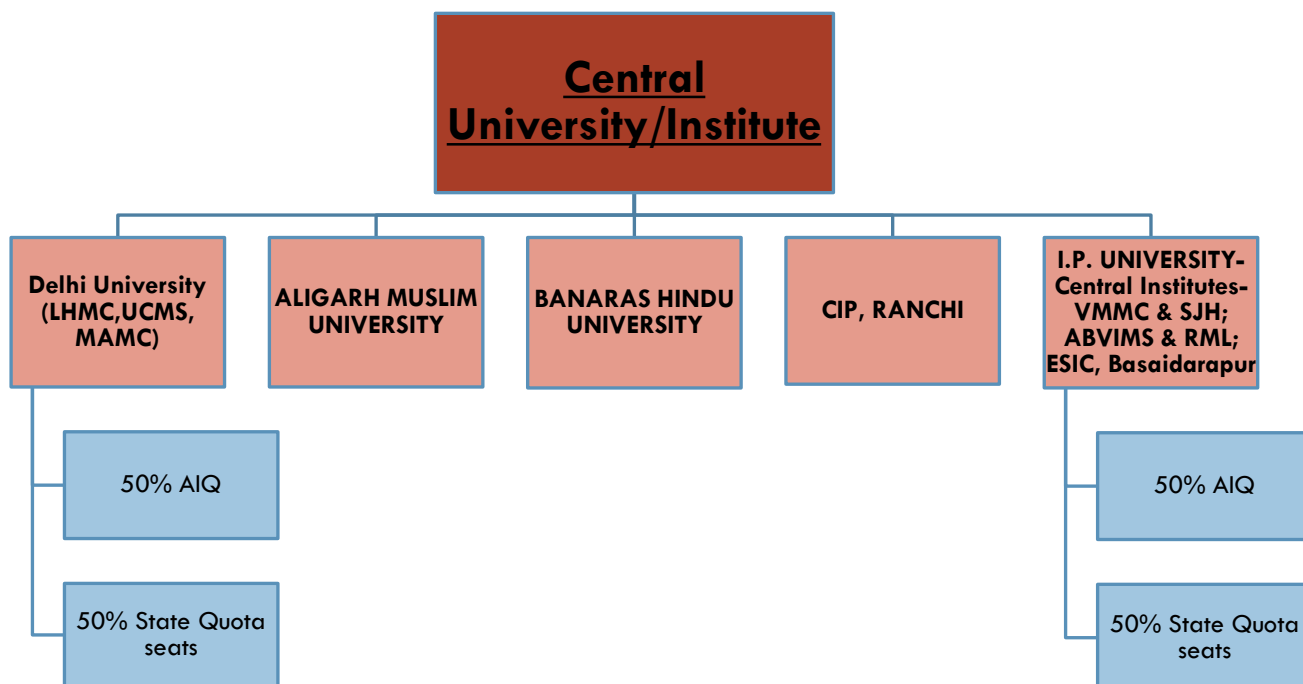 Central
University/Institute
Delhi University
(LHMC,UCMS,
MAMC)
ALIGARH MUSLIM
UNIVERSITY
BANARAS HINDU
UNIVERSITY
CIP, RANCHI
I.P. UNIVERSITY-
Central Institutes-
VMMC & SJH;
ABVIMS & RML;
ESIC, Basaidarapur
50% AIQ
50% State Quota
seats
50% AIQ
50% State Quota
seats